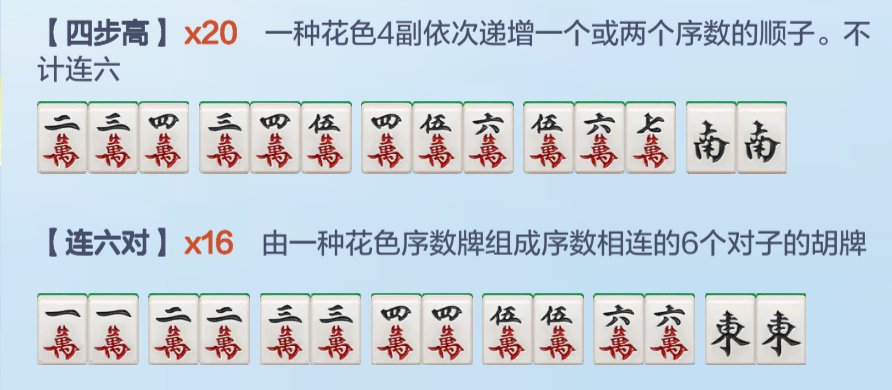 【四步高】x20 一种花色4副依次递增一个或两个序数的顺子。不
计连六
二萬 三萬 四萬 三萬 四萬 伍萬 四萬 伍萬 六萬 伍萬 六萬 七萬 南 南
【连六对】x16 由一种花色序数牌组成序数相连的6个对子的胡牌
一萬 一萬 二萬 二萬 三萬 三萬 四萬 四萬 伍萬 伍萬 六萬 六萬 東 東